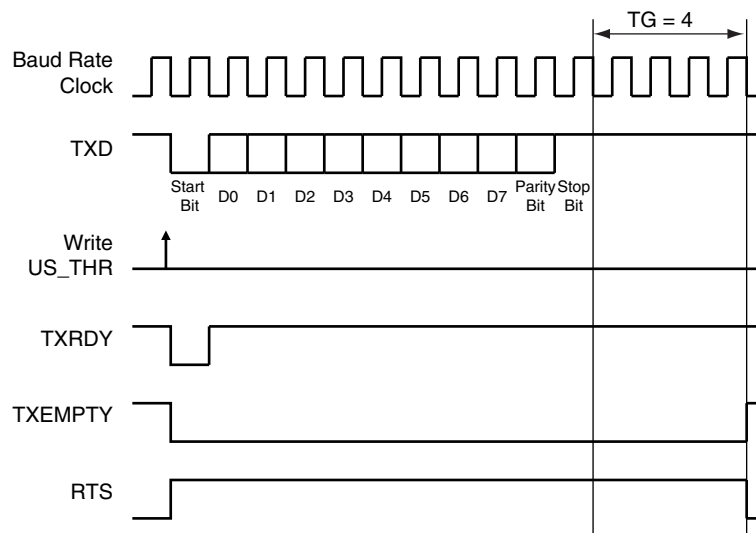 TG = 4
Baud Rate
Clock
TXD
Start
Bit
D0
D1
D2
D3
D4
D5
D6
D7
Parity
Bit
Stop
Bit
Write
US_THR
TXRDY
TXEMPTY
RTS